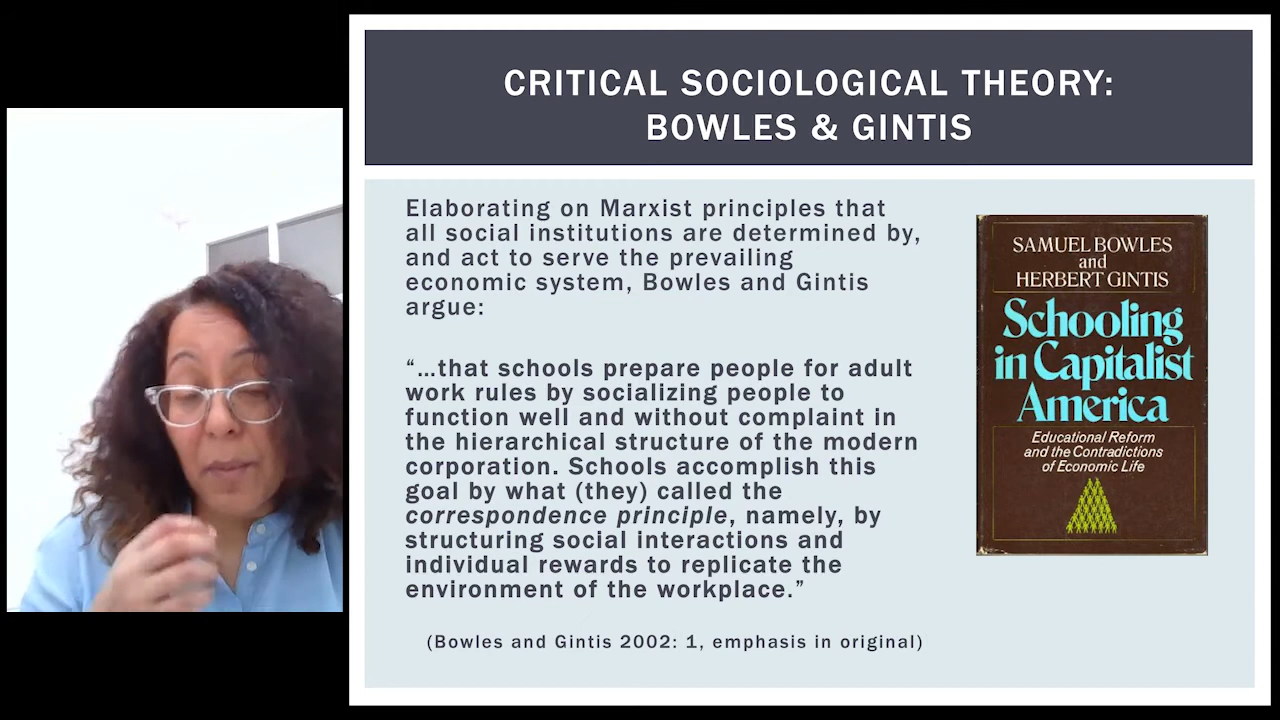 CRITICAL SOCIOLOGICAL THEORY:
BOWLES & GINTIS
Elaborating on Marxist principles that
all social institutions are determined by,
and act to serve the prevailing
economic system, Bowles and Gintis
argue:
“…that schools prepare people for adult
work rules by socializing people to
function well and without complaint in
the hierarchical structure of the modern
corporation. Schools accomplish this
goal by what (they) called the
correspondence principle, namely, by
structuring social interactions and
individual rewards to replicate the
environment of the workplace.”
(Bowles and Gintis 2002: 1, emphasis in original)
SAMUEL BOWLES
and
HERBERT GINTIS
Schooling
in Capitalist
America
Educational Reform
and the Contradictions
of Economic Life